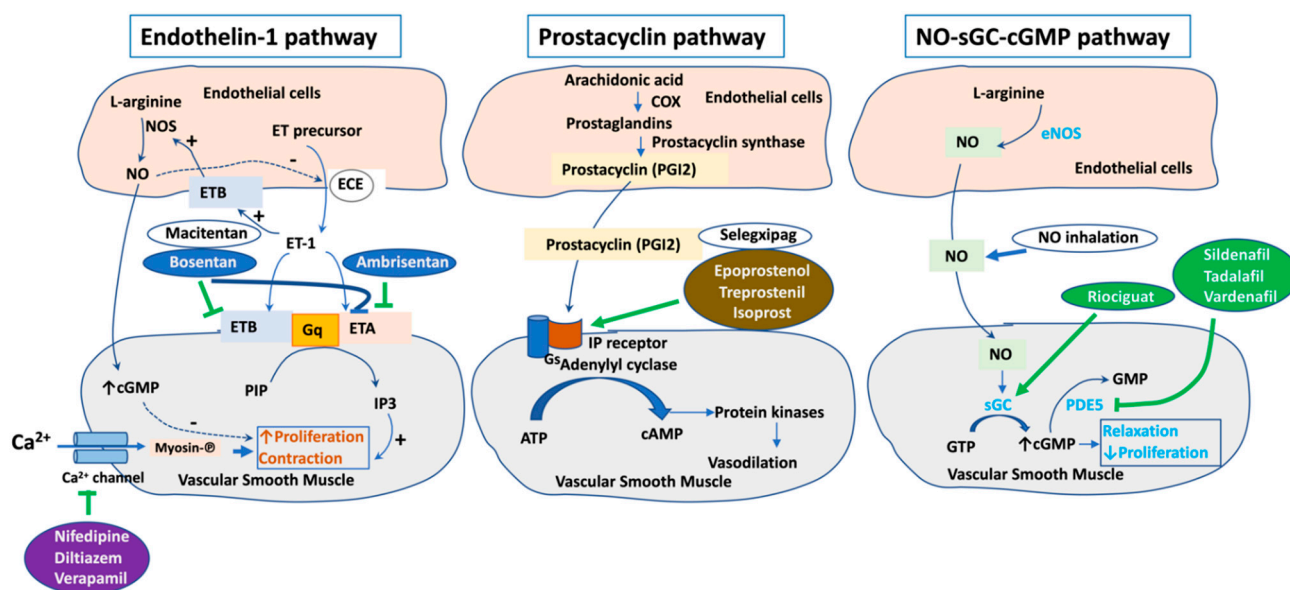 Endothelin-1 pathway
Endothelial cells
L-arginine
NOS
+
ET precursor
-
NO
ETB
ECE
+
Macitentan
ET-1
Bosentan
Ambrisentan
ETB
Gq
ETA
↑cGMP
PIP
IP3
-
+
Ca²⁺
Myosin-Ⓟ
↑Proliferation
Contraction
Ca²⁺ channel
Vascular Smooth Muscle
Nifedipine
Diltiazem
Verapamil
Prostacyclin pathway
Arachidonic acid
COX
Endothelial cells
Prostaglandins
Prostacyclin synthase
Prostacyclin (PGI2)
Prostacyclin (PGI2)
Selegxipag
Epoprostenol
Treprostenil
Isoprost
IP receptor
Gs
Adenylyl cyclase
ATP
cAMP
Protein kinases
Vasodilation
Vascular Smooth Muscle
NO-sGC-cGMP pathway
L-arginine
eNOS
NO
Endothelial cells
NO
NO inhalation
Sildenafil
Tadalafil
Vardenafil
Riociguat
NO
GMP
sGC
PDE5
GTP
↑cGMP
Relaxation
↓Proliferation
Vascular Smooth Muscle